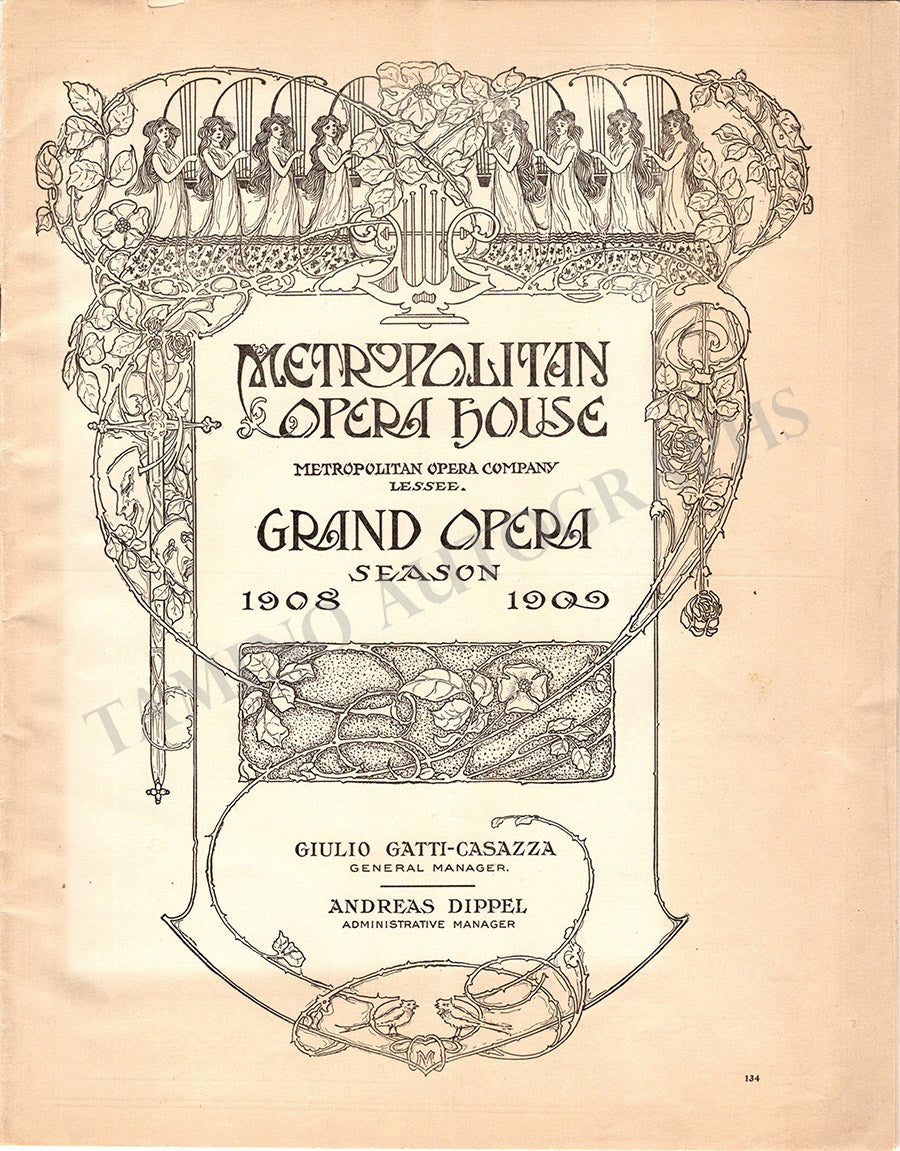 METROPOLITAN
OPERA HOUSE
METROPOLITAN OPERA COMPANY
LESSEE.
GRAND OPERA
SEASON
1908 1909
GIULIO GATTI-CASAZZA
GENERAL MANAGER.
ANDREAS DIPPEL
ADMINISTRATIVE MANAGER
M
134
TAMINO AUTOGRAPHS